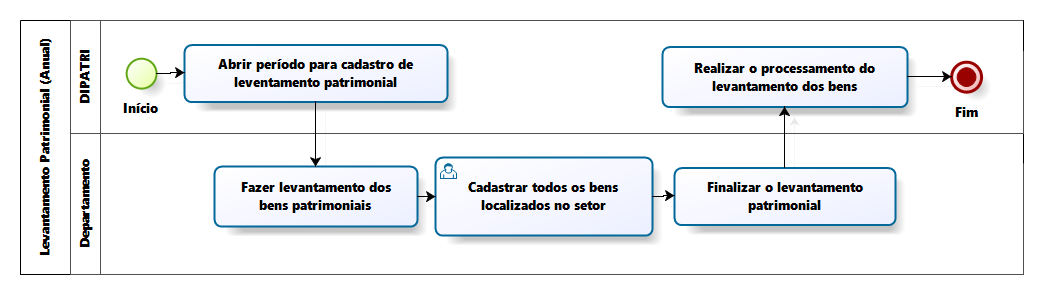 Levantamento Patrimonial (Anual)
DIPATRI
Início
Abrir período para cadastro de
leventamento patrimonial
Realizar o processamento do
levantamento dos bens
Fim
Departamento
Fazer levantamento dos
bens patrimoniais
Cadastrar todos os bens
localizados no setor
Finalizar o levantamento
patrimonial